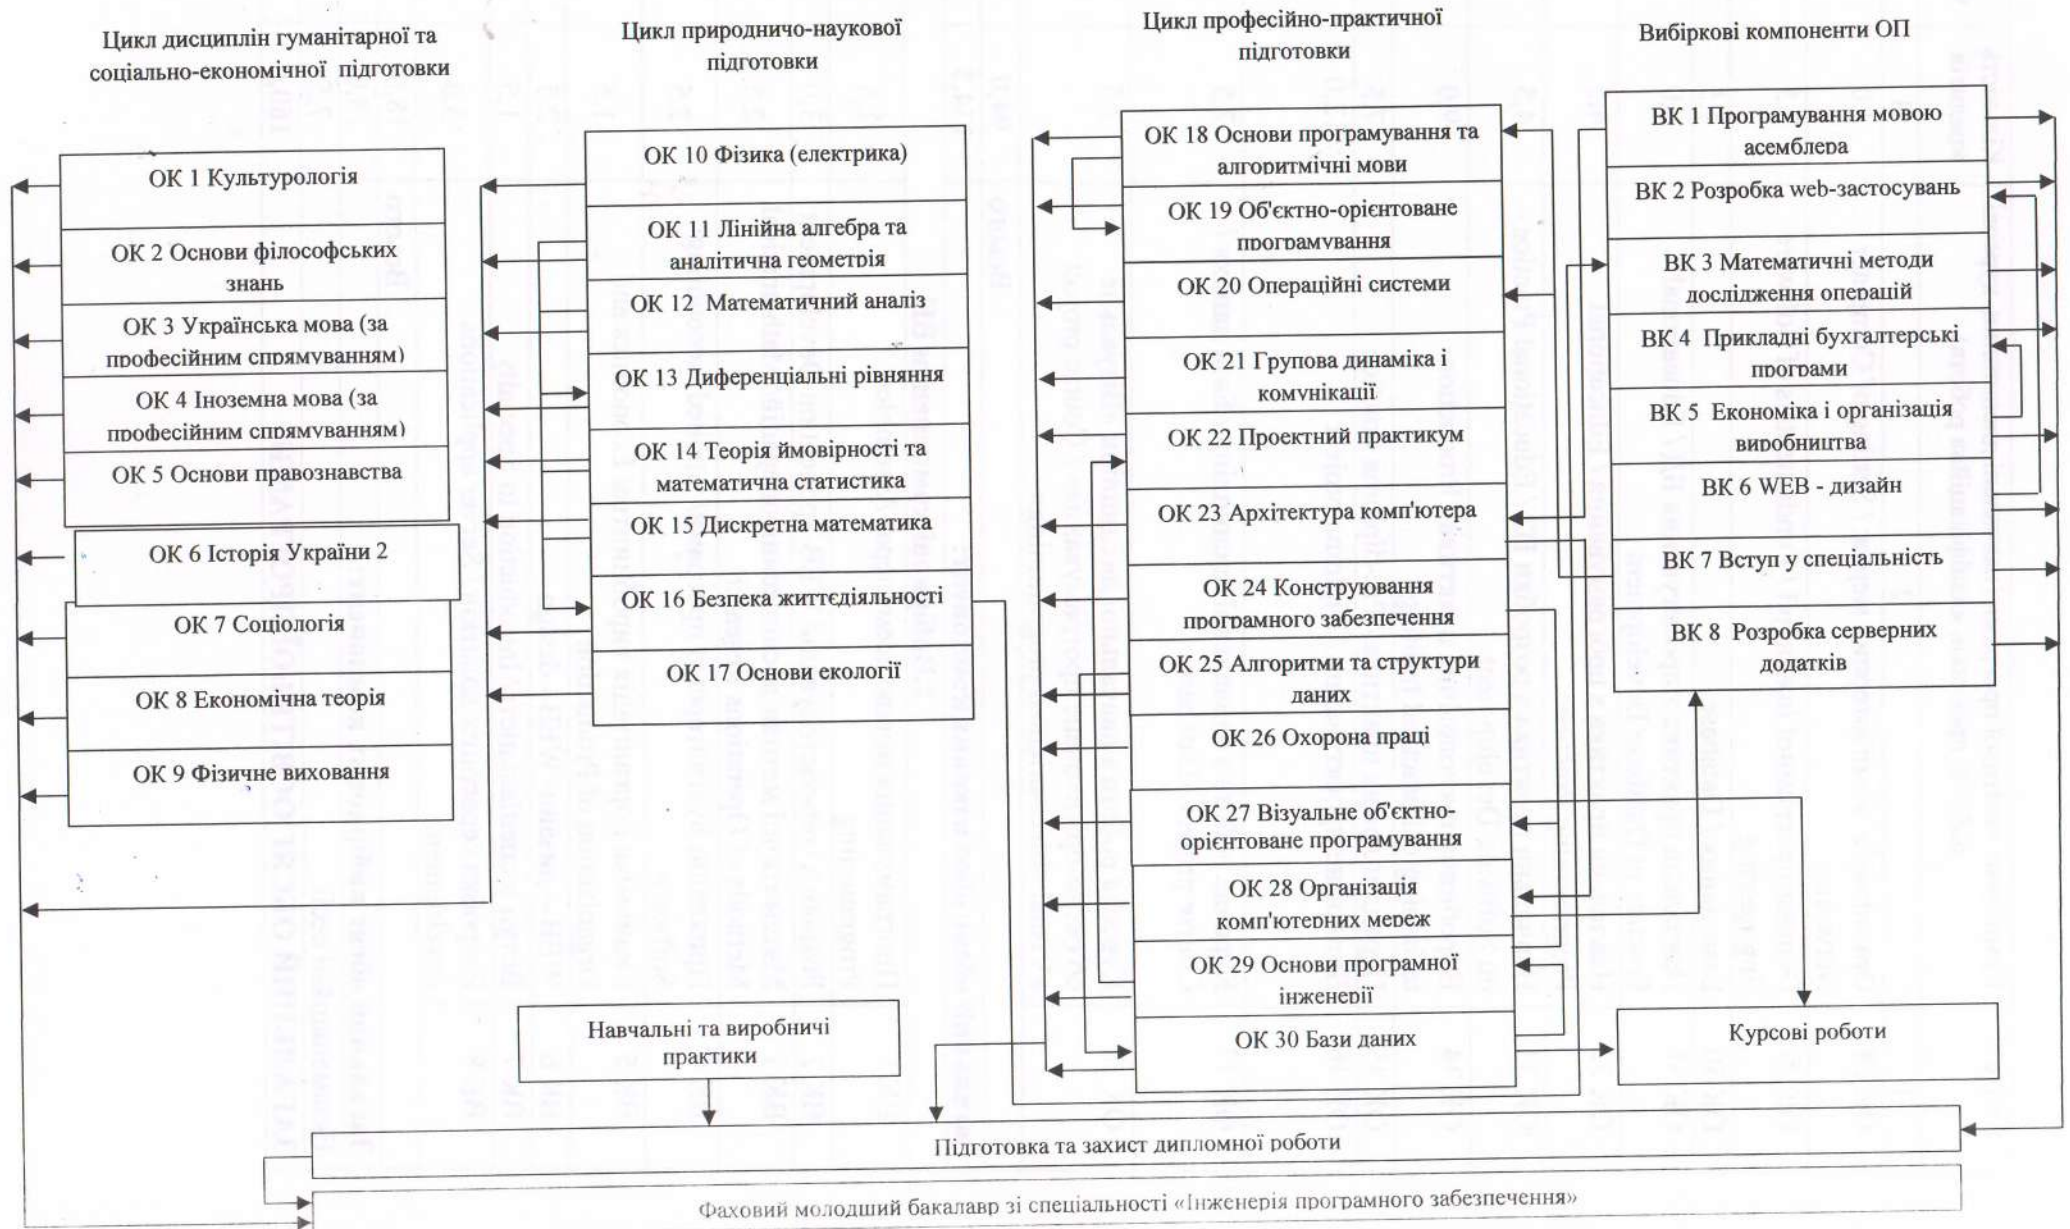 Цикл дисциплін гуманітарної та
соціально-економічної підготовки
ОК 1 Культурологія
ОК 2 Основи філософських
знань
ОК 3 Українська мова (за
професійним спрямуванням)
ОК 4 Іноземна мова (за
професійним спрямуванням)
ОК 5 Основи правознавства
ОК 6 Історія України 2
ОК 7 Соціологія
ОК 8 Економічна теорія
ОК 9 Фізичне виховання
Цикл природничо-наукової
підготовки
ОК 10 Фізика (електрика)
ОК 11 Лінійна алгебра та
аналітична геометрія
ОК 12 Математичний аналіз
ОК 13 Диференціальні рівняння
ОК 14 Теорія ймовірності та
математична статистика
ОК 15 Дискретна математика
ОК 16 Безпека життєдіяльності
ОК 17 Основи екології
Цикл професійно-практичної
підготовки
ОК 18 Основи програмування та
алгоритмічні мови
ОК 19 Об'єктно-орієнтоване
програмування
ОК 20 Операційні системи
ОК 21 Групова динаміка і
комунікації
ОК 22 Проектний практикум
ОК 23 Архітектура комп'ютера
ОК 24 Конструювання
програмного забезпечення
ОК 25 Алгоритми та структури
даних
ОК 26 Охорона праці
ОК 27 Візуальне об'єктно-
орієнтоване програмування
ОК 28 Організація
комп'ютерних мереж
ОК 29 Основи програмної
інженерії
ОК 30 Бази даних
Вибіркові компоненти ОП
ВК 1 Програмування мовою
асемблера
ВК 2 Розробка web-застосувань
ВК 3 Математичні методи
дослідження операцій
ВК 4 Прикладні бухгалтерські
програми
ВК 5 Економіка і організація
виробництва
ВК 6 WEB - дизайн
ВК 7 Вступ у спеціальність
ВК 8 Розробка серверних
додатків
Навчальні та виробничі
практики
Курсові роботи
Підготовка та захист дипломної роботи
Фаховий молодший бакалавр зі спеціальності «Інженерія програмного забезпечення»